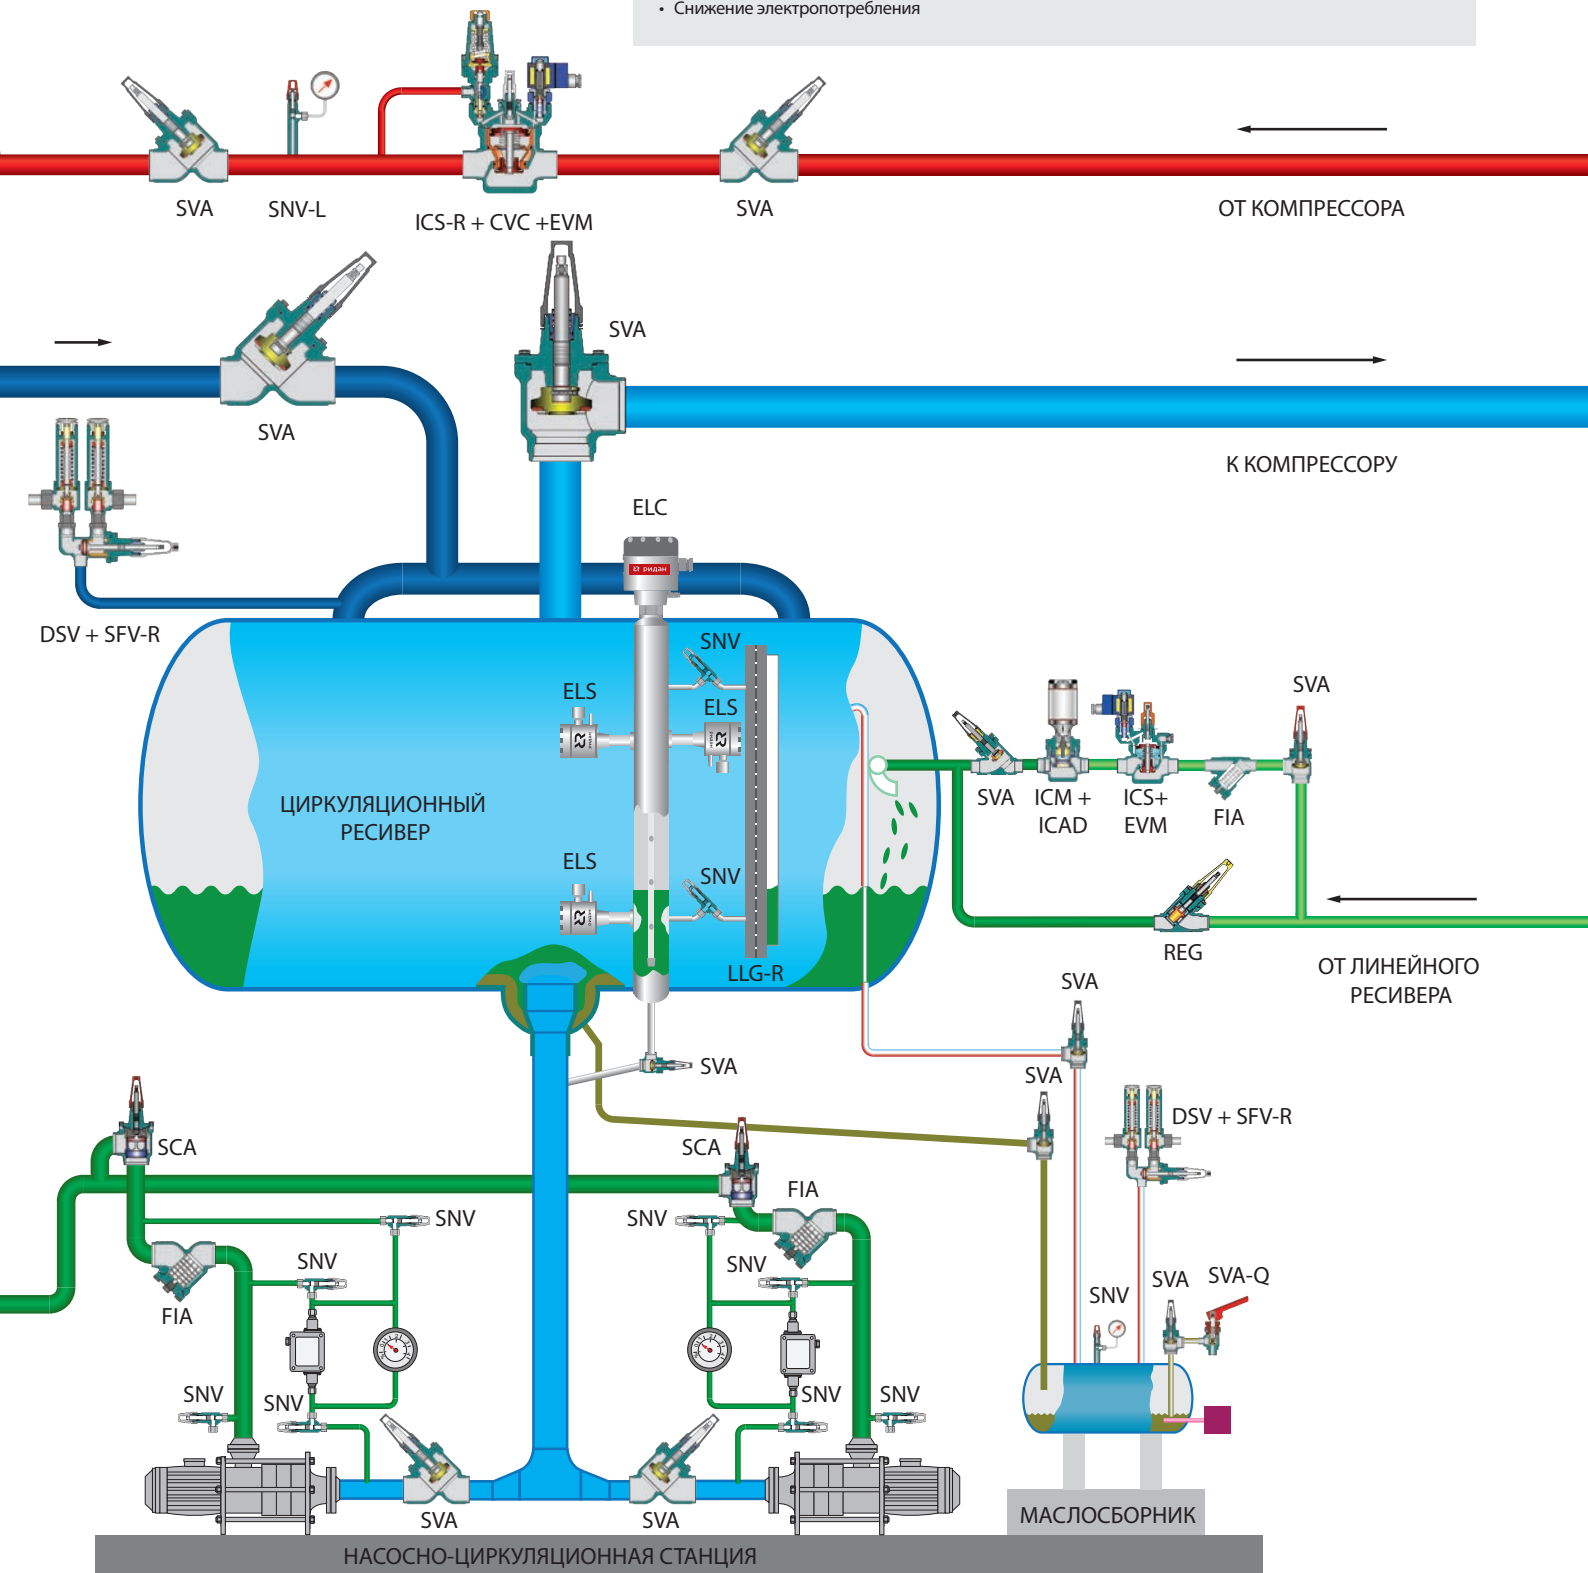 • Снижение электропотребления
SVA
SNV-L
ICS-R + CVC +EVM
SVA
ОТ КОМПРЕССОРА
SVA
SVA
К КОМПРЕССОРУ
ELC
ридан
DSV + SFV-R
SNV
ELS
ELS
SVA
ЦИРКУЛЯЦИОННЫЙ
РЕСИВЕР
SVA
ICM +
ICAD
ICS+
EVM
FIA
ELS
SNV
REG
LLG-R
ОТ ЛИНЕЙНОГО
РЕСИВЕРА
SVA
SVA
SVA
DSV + SFV-R
SCA
SCA
FIA
SNV
SNV
SNV
SNV
FIA
SNV
SVA
SVA-Q
SNV
SNV
SNV
SNV
SVA
SVA
МАСЛОСБОРНИК
НАСОСНО-ЦИРКУЛЯЦИОННАЯ СТАНЦИЯ